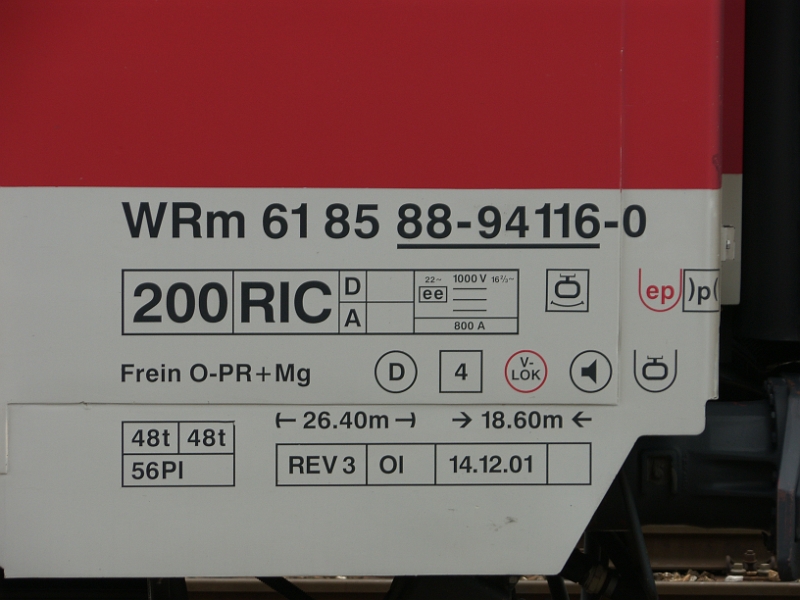 WRm 61 85 88-94116-0
200 RIC D A 22~ 1000 V 16⅔~
ee
800 A
ep )p(
Frein O-PR+Mg D 4 V-LOK
26.40m 18.60m
48t 48t
56Pl
REV 3 OI 14.12.01